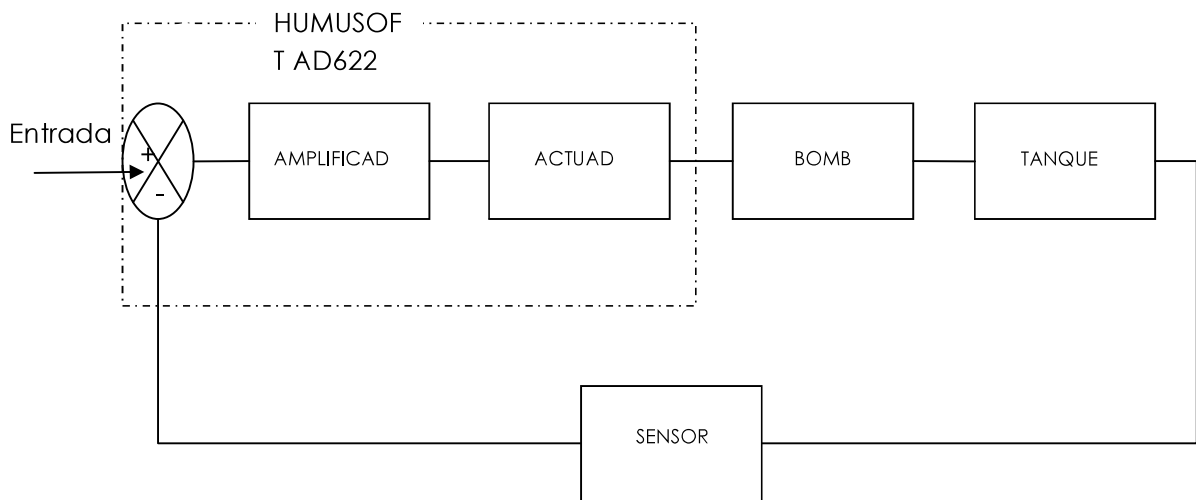 HUMUSOF
T AD622
Entrada
+
-
AMPLIFICAD
ACTUAD
BOMB
TANQUE
SENSOR